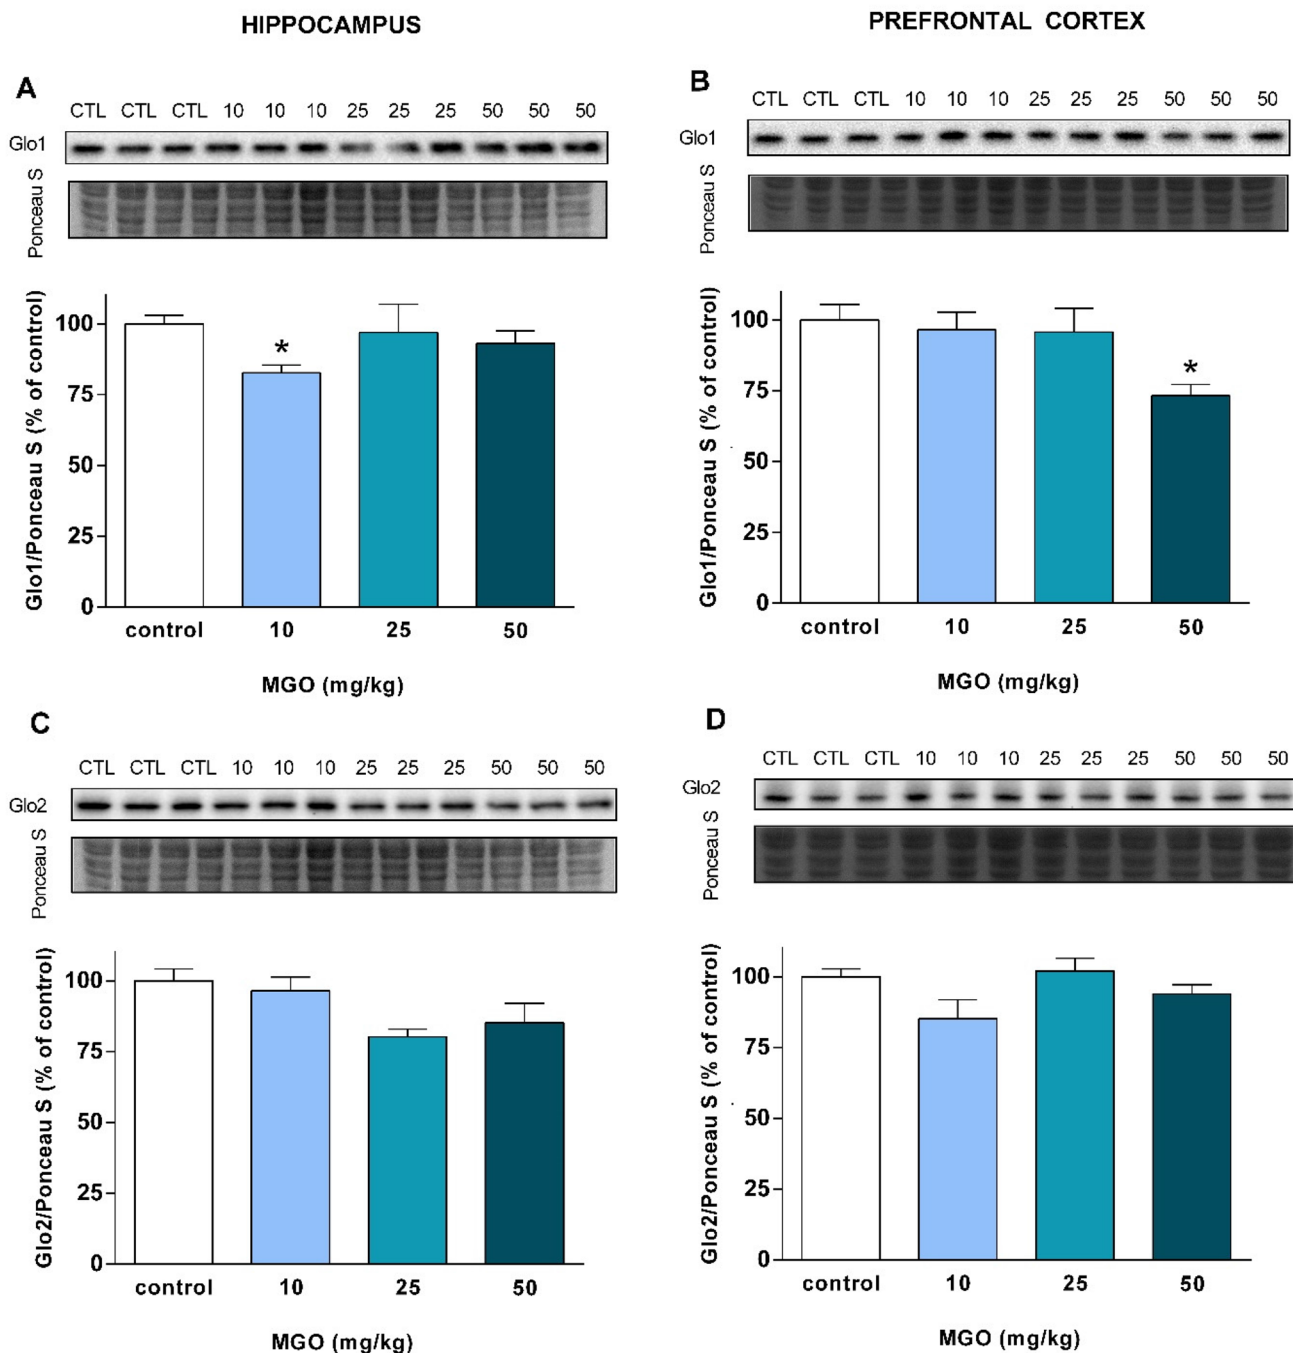 HIPPOCAMPUS
PREFRONTAL CORTEX
A
CTL CTL CTL 10 10 10 25 25 25 50 50 50
Glo1
Ponceau S
Glo1/Ponceau S (% of control)
100
75
50
25
0
*
control 10 25 50
MGO (mg/kg)
B
CTL CTL CTL 10 10 10 25 25 25 50 50 50
Glo1
Ponceau S
Glo1/Ponceau S (% of control)
100
75
50
25
0
*
control 10 25 50
MGO (mg/kg)
C
CTL CTL CTL 10 10 10 25 25 25 50 50 50
Glo2
Ponceau S
Glo2/Ponceau S (% of control)
100
75
50
25
0
control 10 25 50
MGO (mg/kg)
D
CTL CTL CTL 10 10 10 25 25 25 50 50 50
Glo2
Ponceau S
Glo2/Ponceau S (% of control)
100
75
50
25
0
control 10 25 50
MGO (mg/kg)